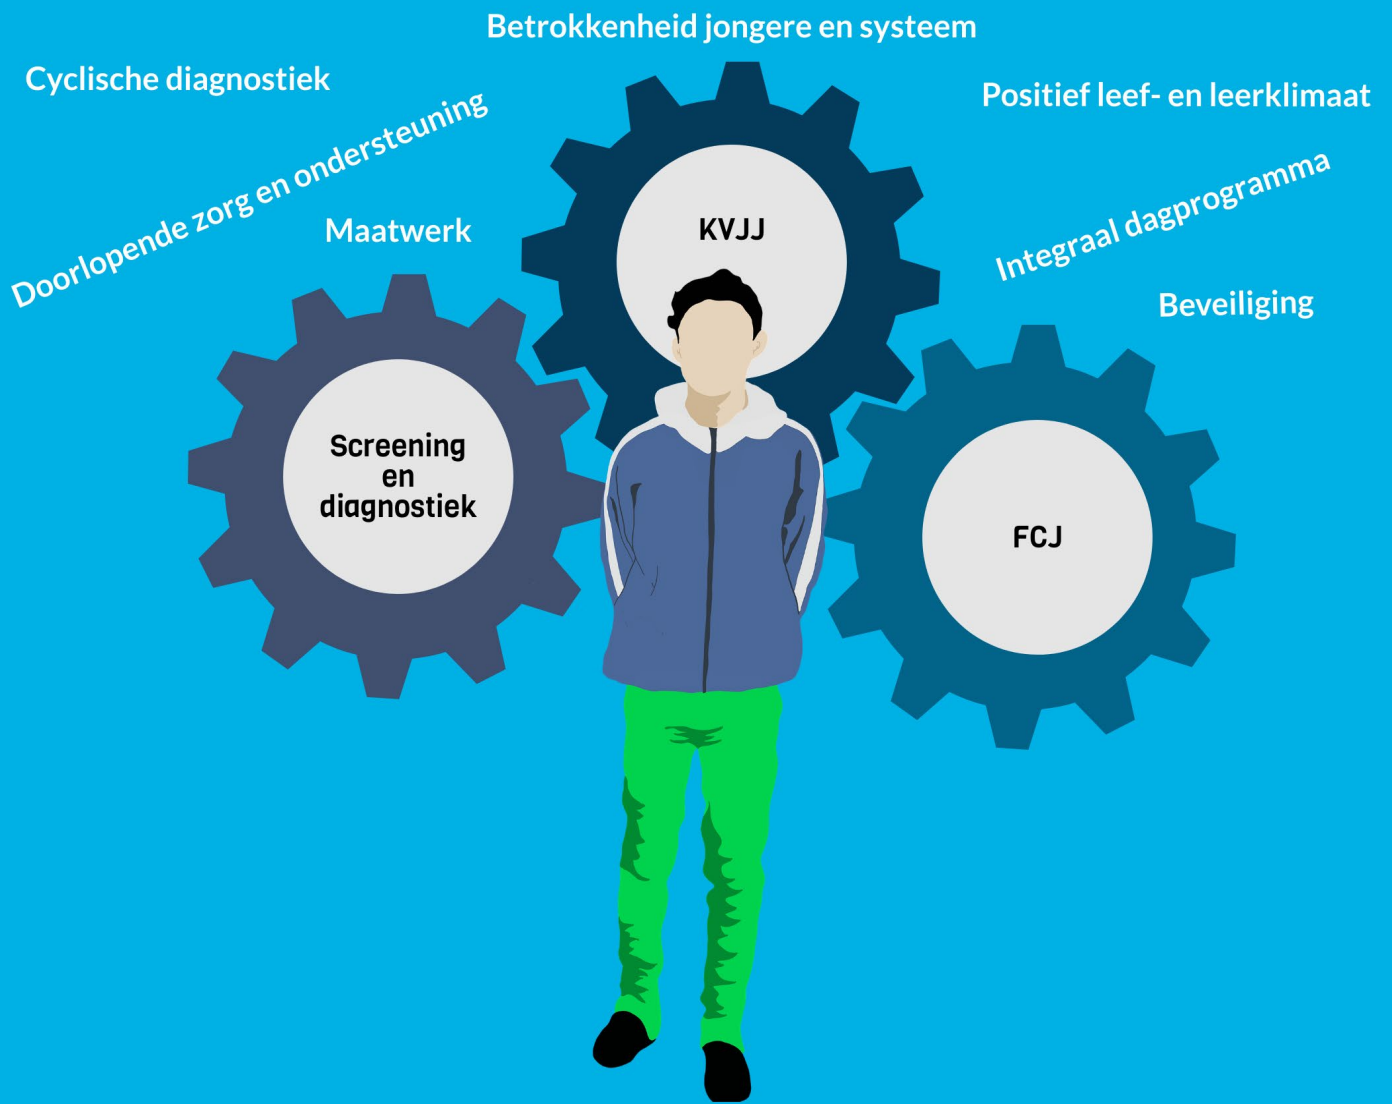 Betrokkenheid jongere en systeem
Cyclische diagnostiek
Positief leef- en leerklimaat
Doorlopende zorg en ondersteuning
Integraal dagprogramma
Maatwerk
KVJJ
Beveiliging
Screening
en
diagnostiek
FCJ